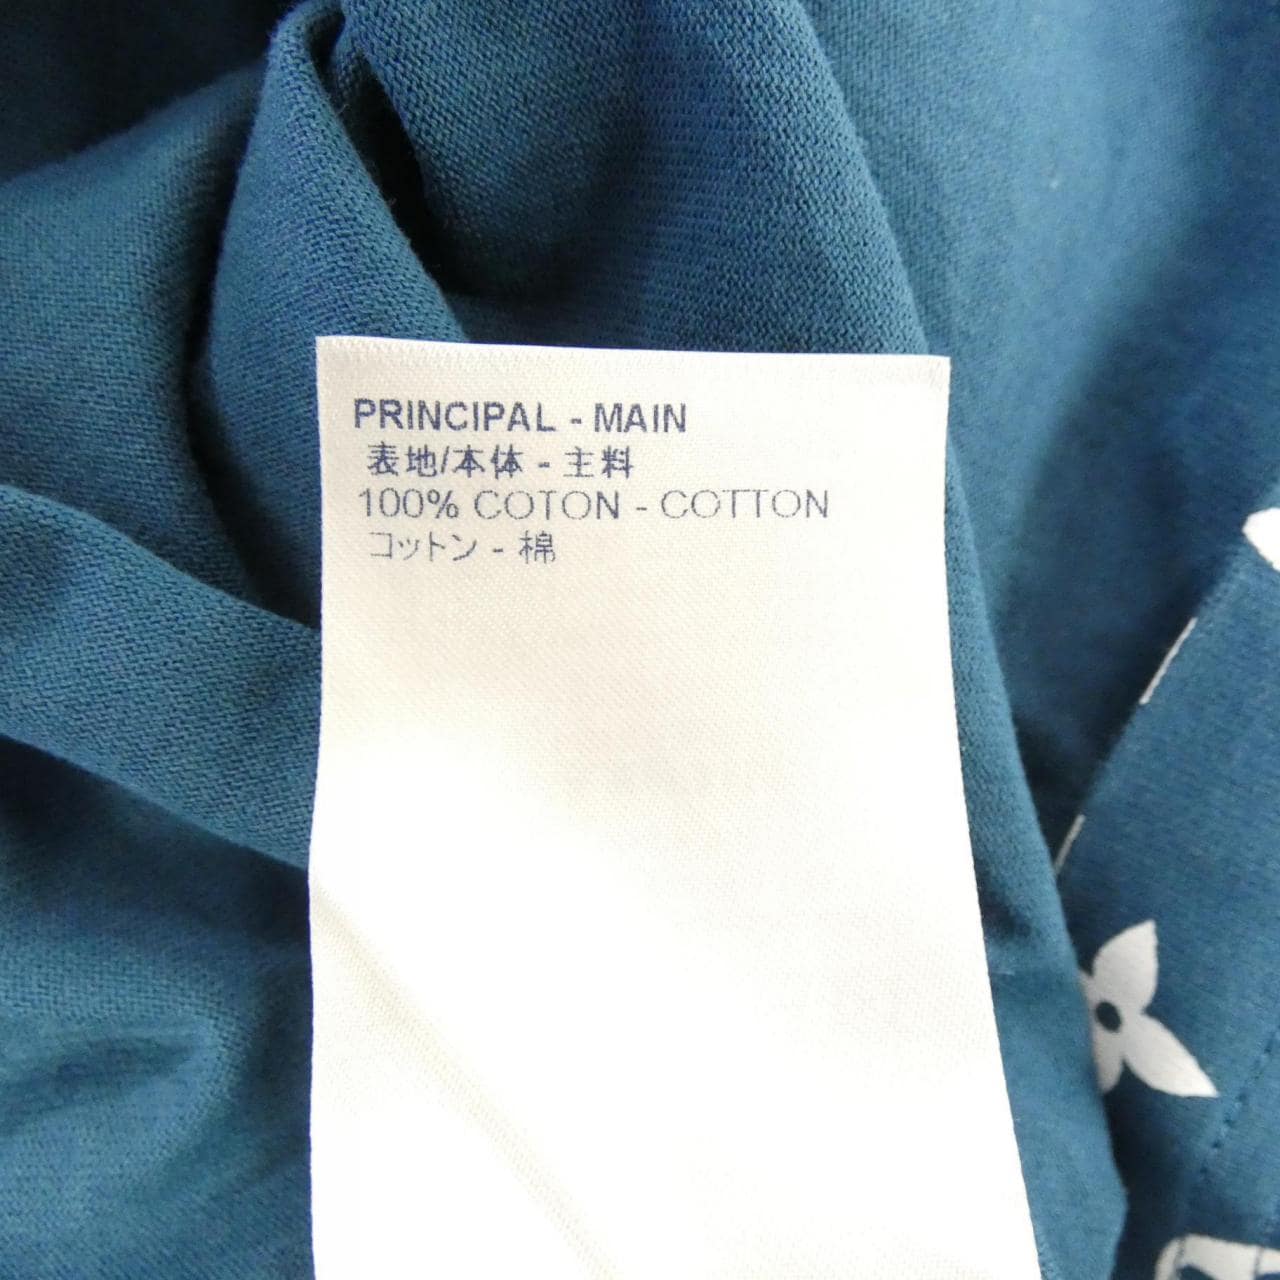 PRINCIPAL - MAIN
表地/本体 - 主料
100% COTON - COTTON
コットン - 棉